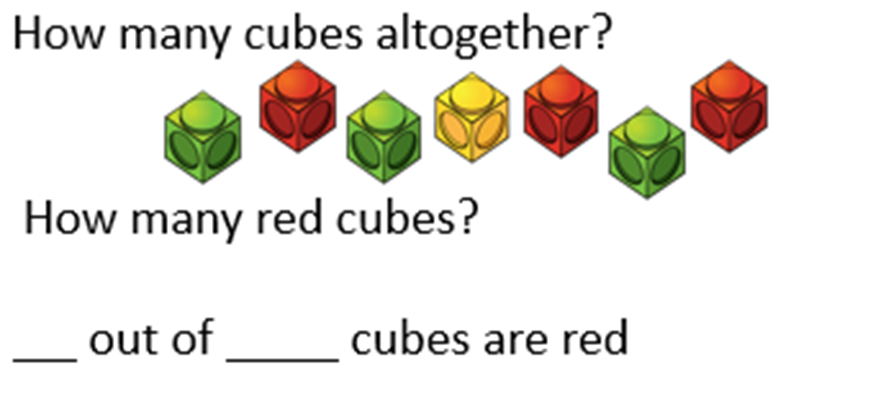 How many cubes altogether?
How many red cubes?
___ out of _____ cubes are red